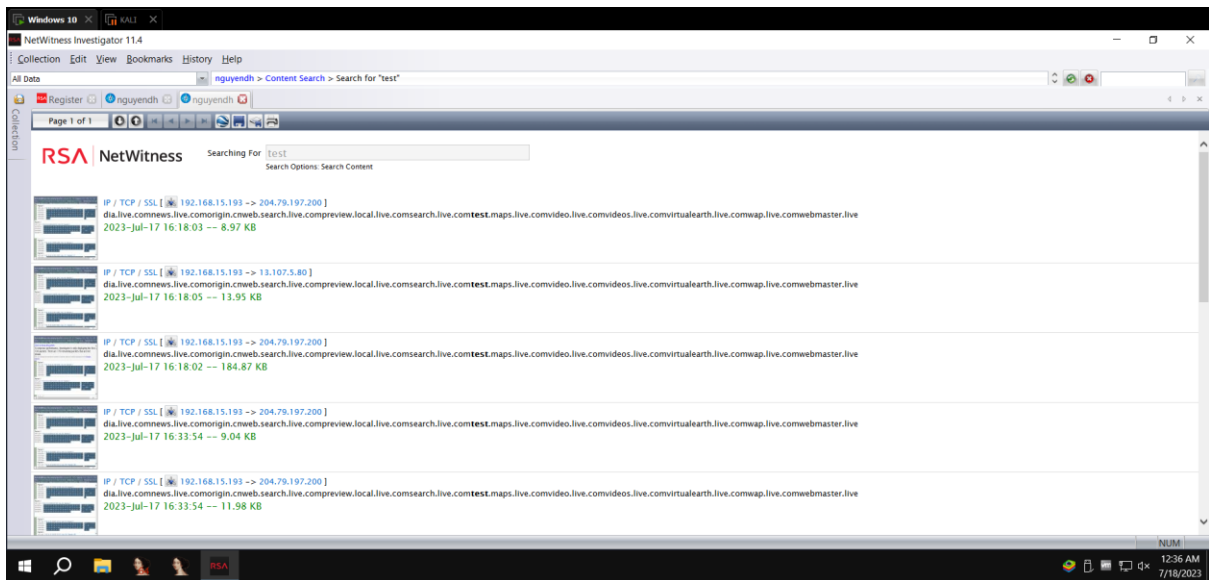 Windows 10 KALI
NetWitness Investigator 11.4
Collection Edit View Bookmarks History Help
All Data nguyendh > Content Search > Search for "test"
Register nguyendh nguyendh
Collection
Page 1 of 1
RSA NetWitness Searching For test
Search Options: Search Content
IP / TCP / SSL [ 192.168.15.193 -> 204.79.197.200 ]
dia.live.comnews.live.comorigin.cnweb.search.live.compreview.local.live.comsearch.live.comtest.maps.live.comvideo.live.comvideos.live.comvirtualearth.live.comwap.live.comwebmaster.live
2023-Jul-17 16:18:03 -- 8.97 KB
IP / TCP / SSL [ 192.168.15.193 -> 13.107.5.80 ]
dia.live.comnews.live.comorigin.cnweb.search.live.compreview.local.live.comsearch.live.comtest.maps.live.comvideo.live.comvideos.live.comvirtualearth.live.comwap.live.comwebmaster.live
2023-Jul-17 16:18:05 -- 13.95 KB
IP / TCP / SSL [ 192.168.15.193 -> 204.79.197.200 ]
dia.live.comnews.live.comorigin.cnweb.search.live.compreview.local.live.comsearch.live.comtest.maps.live.comvideo.live.comvideos.live.comvirtualearth.live.comwap.live.comwebmaster.live
2023-Jul-17 16:18:02 -- 184.87 KB
IP / TCP / SSL [ 192.168.15.193 -> 204.79.197.200 ]
dia.live.comnews.live.comorigin.cnweb.search.live.compreview.local.live.comsearch.live.comtest.maps.live.comvideo.live.comvideos.live.comvirtualearth.live.comwap.live.comwebmaster.live
2023-Jul-17 16:33:54 -- 9.04 KB
IP / TCP / SSL [ 192.168.15.193 -> 204.79.197.200 ]
dia.live.comnews.live.comorigin.cnweb.search.live.compreview.local.live.comsearch.live.comtest.maps.live.comvideo.live.comvideos.live.comvirtualearth.live.comwap.live.comwebmaster.live
2023-Jul-17 16:33:54 -- 11.98 KB
NUM
RSA
12:36 AM
7/18/2023